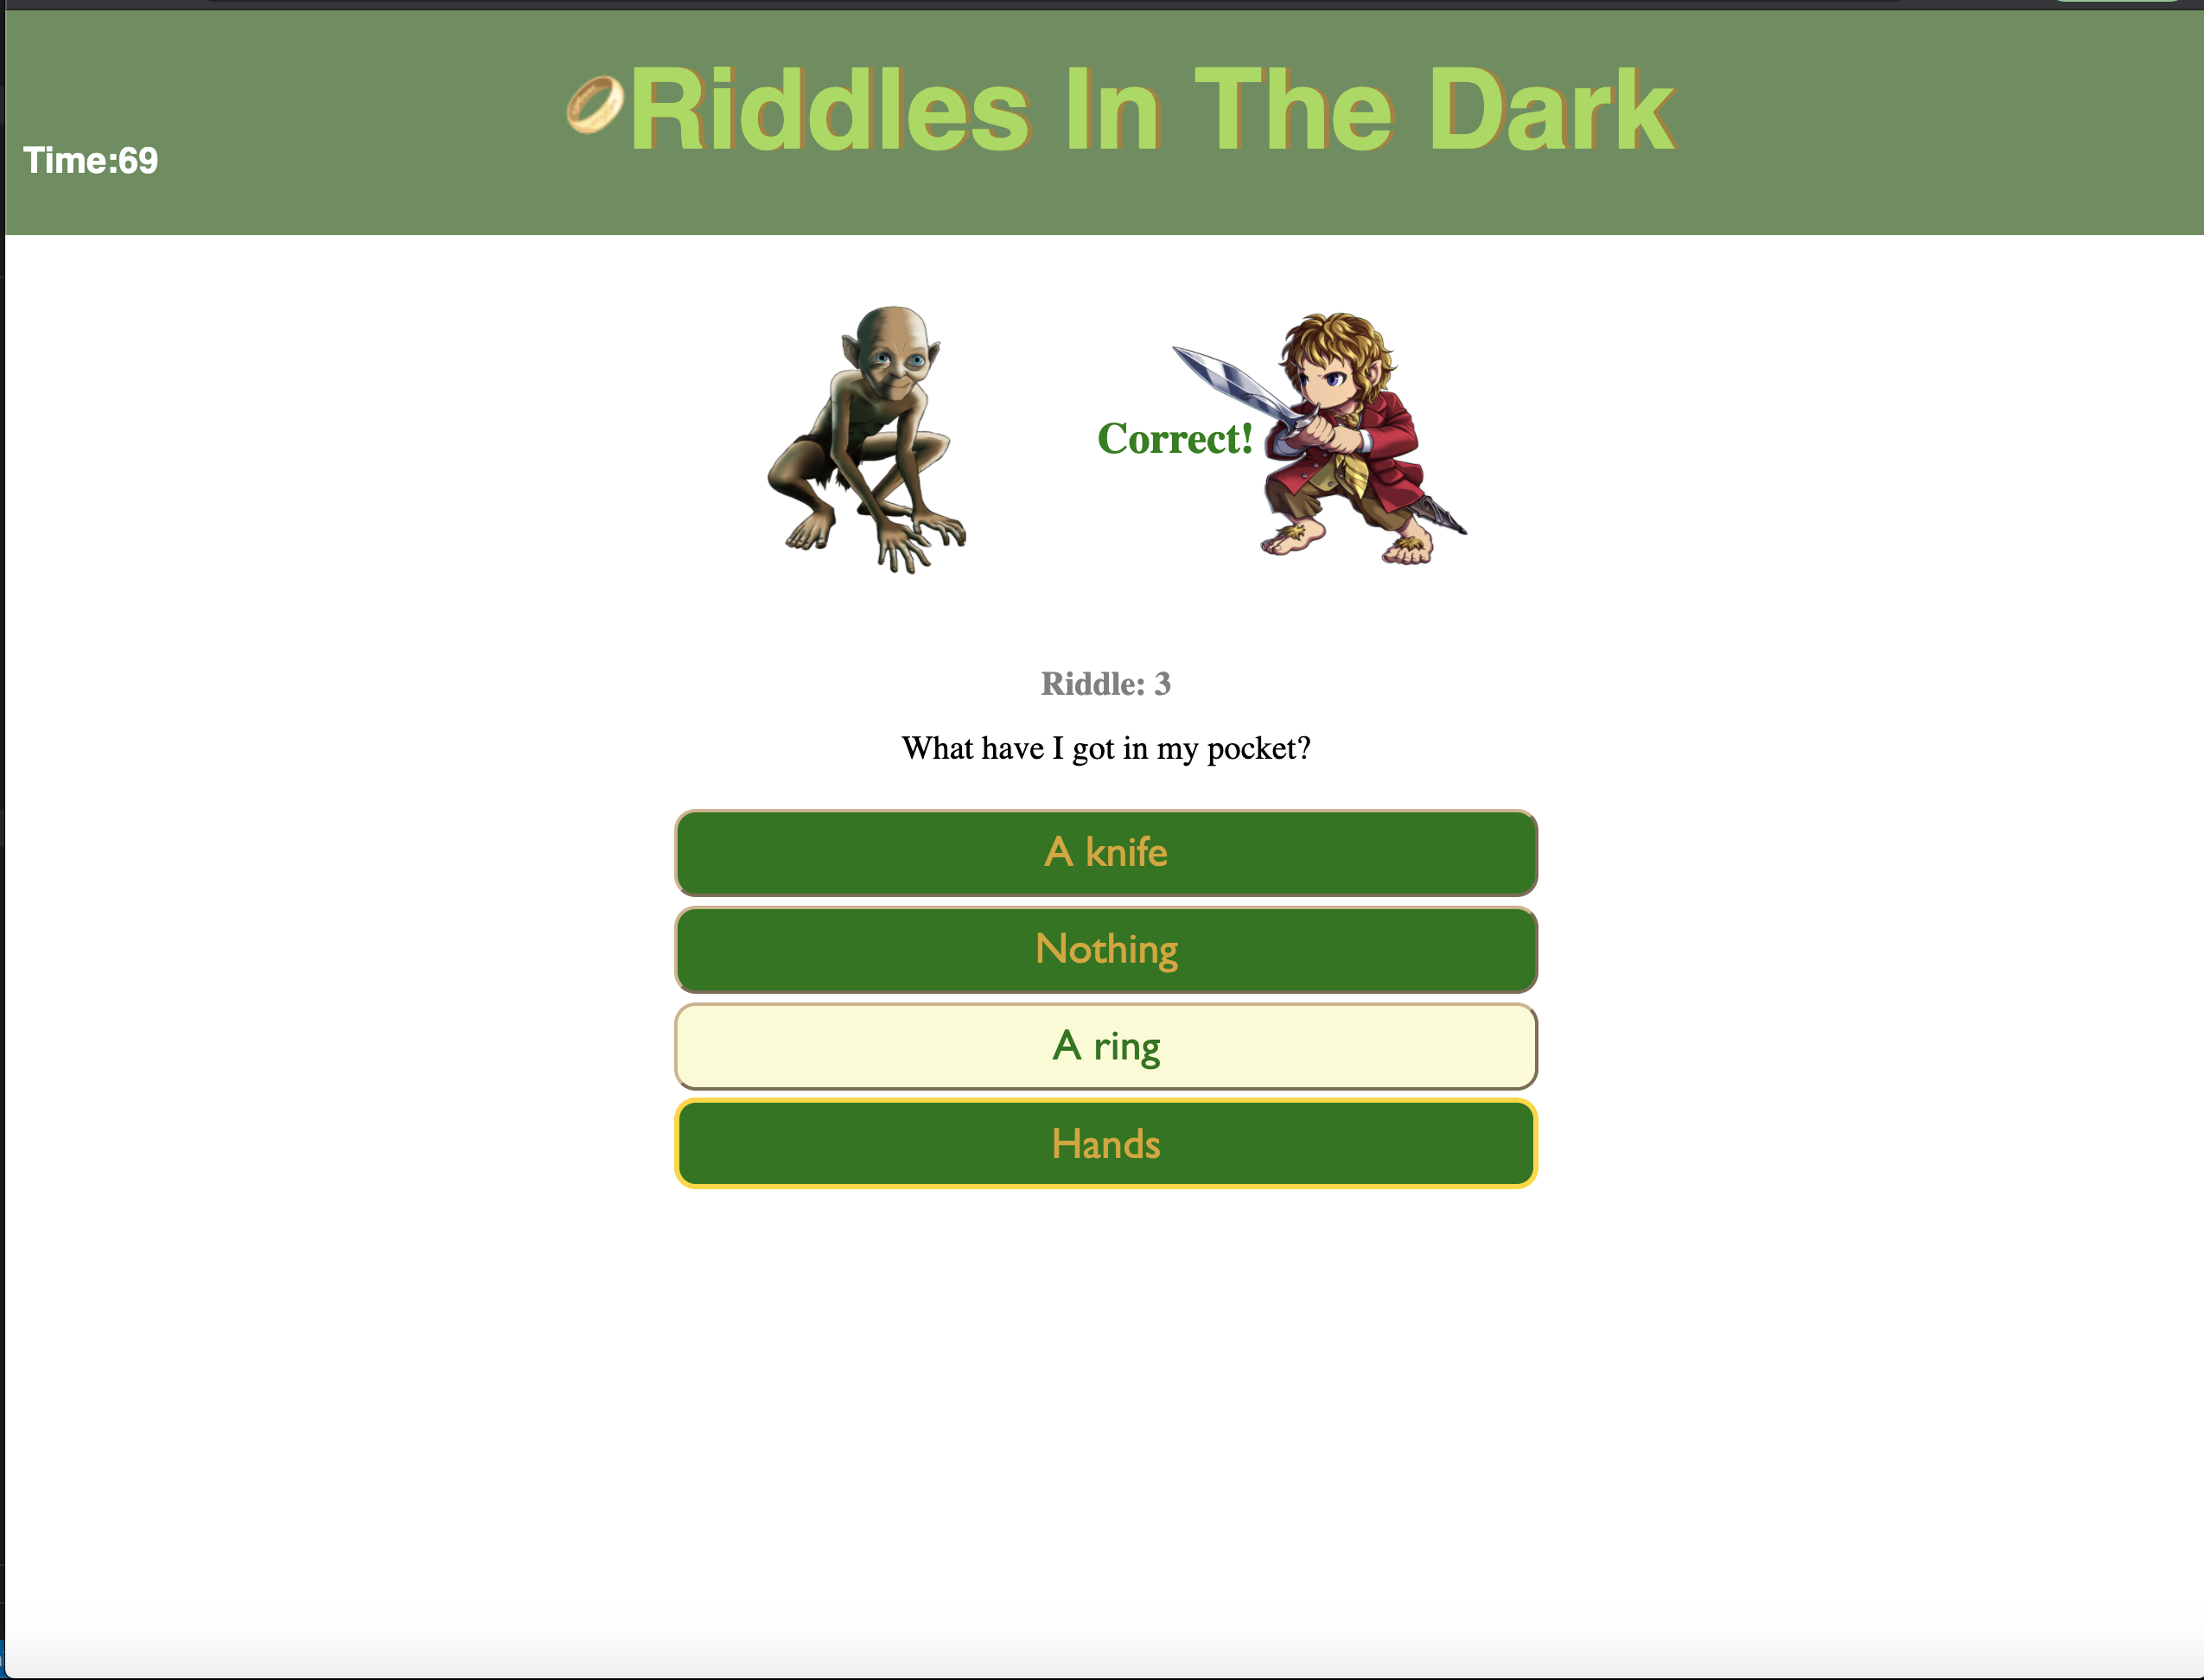 Riddles In The Dark
Time:69
Correct!
Riddle: 3
What have I got in my pocket?
A knife
Nothing
A ring
Hands